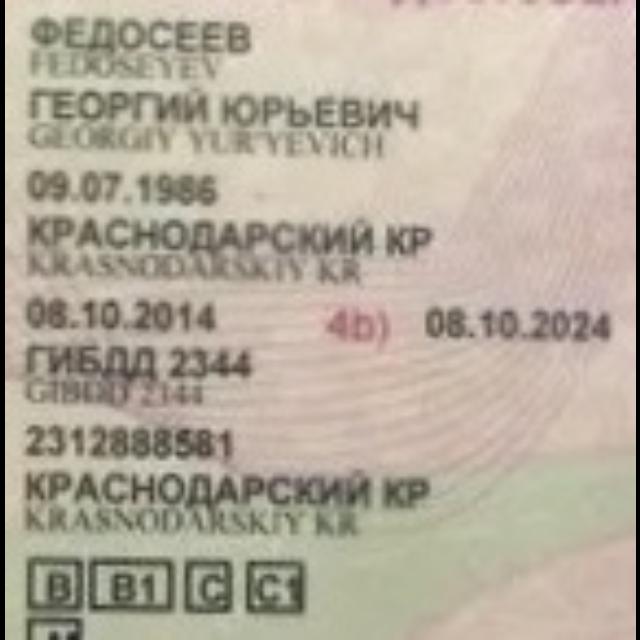 ФЕДОСЕЕВ
FEDOSEYEV
ГЕОРГИЙ ЮРЬЕВИЧ
GEORGIY YUR'YEVICH
09.07.1986
КРАСНОДАРСКИЙ КР
KRASNODARSKIY KR
08.10.2014 4b) 08.10.2024
ГИБДД 2344
GIBDD 2344
2312888581
КРАСНОДАРСКИЙ КР
KRASNODARSKIY KR
B B1 C C1